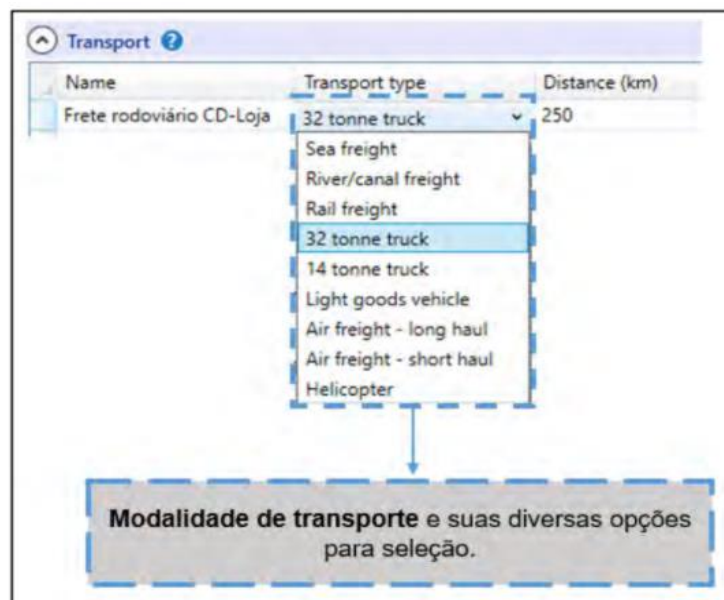 Transport ?
Name Transport type Distance (km)
Frete rodoviário CD-Loja 32 tonne truck 250
Sea freight
River/canal freight
Rail freight
32 tonne truck
14 tonne truck
Light goods vehicle
Air freight - long haul
Air freight - short haul
Helicopter
Modalidade de transporte e suas diversas opções
para seleção.